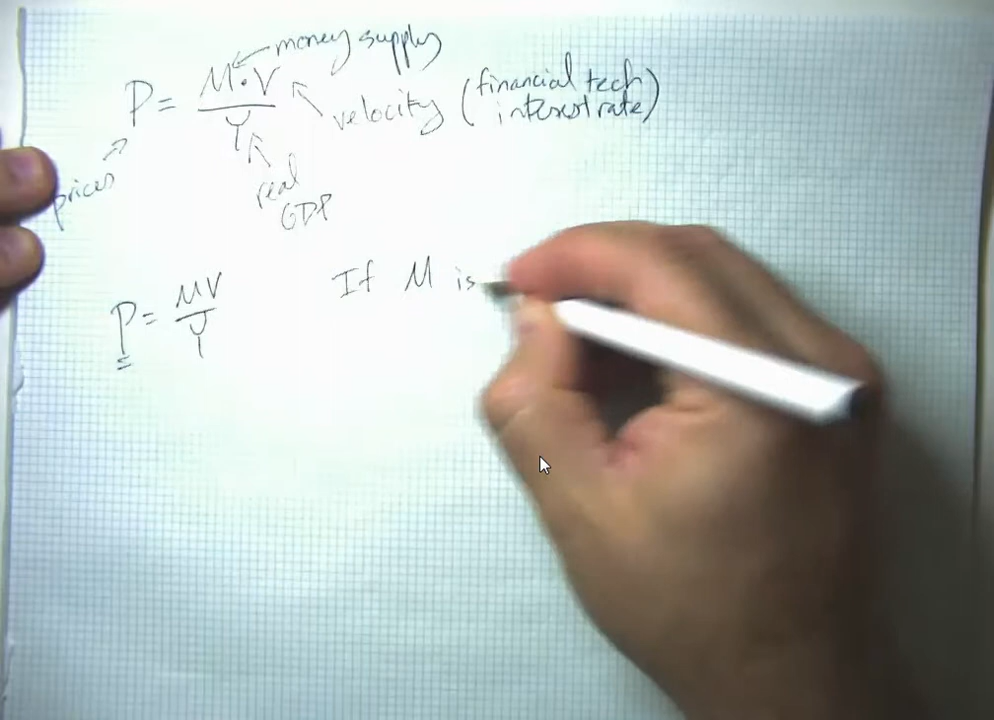 money supply
P = M·V / Y
velocity (financial tech
interest rate)
prices
real
GDP
P = MV / Y
If M is